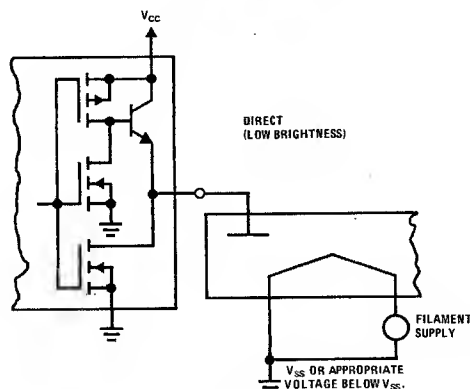 VCC
DIRECT
(LOW BRIGHTNESS)
FILAMENT
SUPPLY
VSS OR APPROPRIATE
VOLTAGE BELOW VSS.